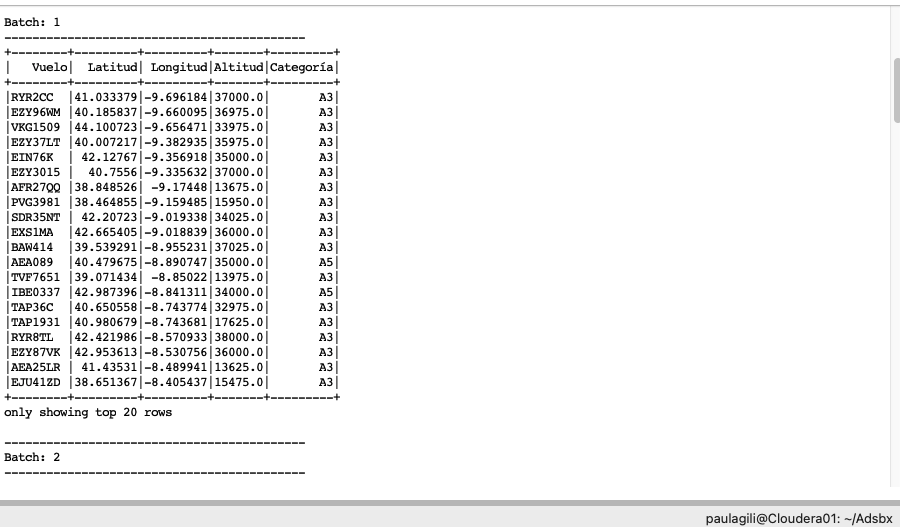 Batch: 1
-------------------------------------------
+--------+---------+---------+-------+---------+
|   Vuelo|  Latitud| Longitud|Altitud|Categoría|
+--------+---------+---------+-------+---------+
|RYR2CC  |41.033379|-9.696184|37000.0|       A3|
|EZY96WM |40.185837|-9.660095|36975.0|       A3|
|VKG1509 |44.100723|-9.656471|33975.0|       A3|
|EZY37LT |40.007217|-9.382935|35975.0|       A3|
|EIN76K  | 42.12767|-9.356918|35000.0|       A3|
|EZY3015 |  40.7556|-9.335632|37000.0|       A3|
|AFR27QQ |38.848526| -9.17448|13675.0|       A3|
|PVG3981 |38.464855|-9.159485|15950.0|       A3|
|SDR35NT | 42.20723|-9.019338|34025.0|       A3|
|EXS1MA  |42.665405|-9.018839|36000.0|       A3|
|BAW414  |39.539291|-8.955231|37025.0|       A3|
|AEA089  |40.479675|-8.890747|35000.0|       A5|
|TVF7651 |39.071434| -8.85022|13975.0|       A3|
|IBE0337 |42.987396|-8.841311|34000.0|       A5|
|TAP36C  |40.650558|-8.743774|32975.0|       A3|
|TAP1931 |40.980679|-8.743681|17625.0|       A3|
|RYR8TL  |42.421986|-8.570933|38000.0|       A3|
|EZY87VK |42.953613|-8.530756|36000.0|       A3|
|AEA25LR | 41.43531|-8.489941|13625.0|       A3|
|EJU41ZD |38.651367|-8.405437|15475.0|       A3|
+--------+---------+---------+-------+---------+
only showing top 20 rows
-------------------------------------------
Batch: 2
-------------------------------------------
paulagili@Cloudera01: ~/Adsbx